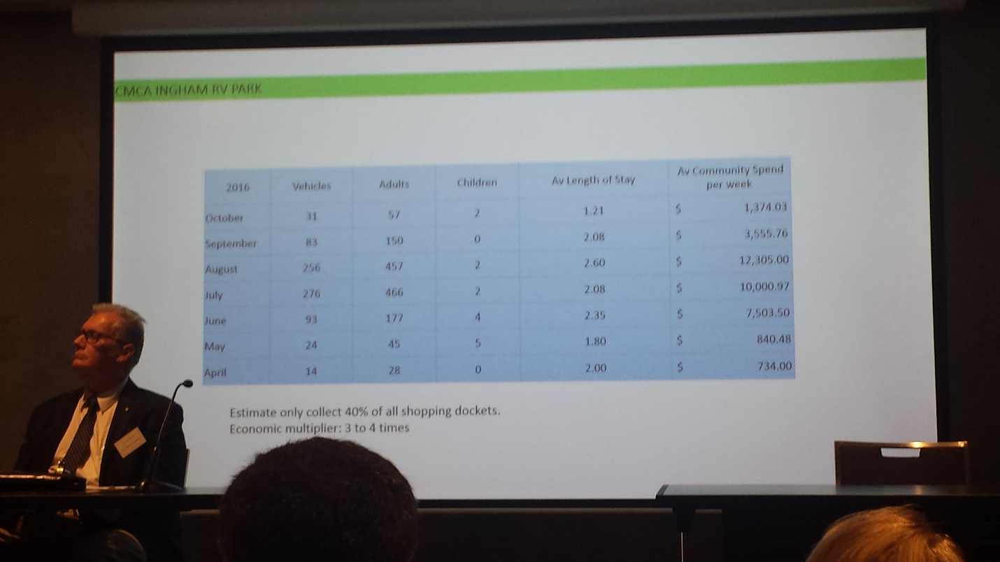 CMCA INGHAM RV PARK
2016 Vehicles Adults Children Av Length of Stay Av Community Spend per week
October 31 57 2 1.21 $ 1,374.03
September 83 150 0 2.08 $ 3,555.76
August 256 457 2 2.60 $ 12,305.00
July 276 466 2 2.08 $ 10,000.97
June 93 177 4 2.35 $ 7,503.50
May 24 45 5 1.80 $ 840.48
April 14 28 0 2.00 $ 734.00
Estimate only collect 40% of all shopping dockets.
Economic multiplier: 3 to 4 times